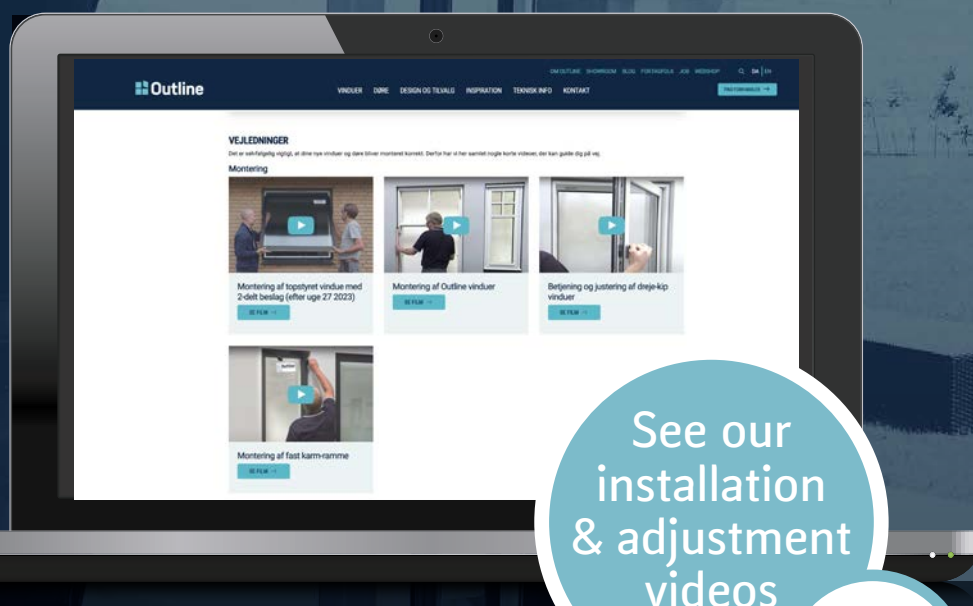 OM OUTLINE SHOWROOM BLOG FOR FAGFOLK JOB WEBSHOP DA EN
Outline
VINDUER DØRE DESIGN OG TILVALG INSPIRATION TEKNISK INFO KONTAKT
FIND FORHANDLER →
VEJLEDNINGER
Det er selvfølgelig vigtigt, at dine nye vinduer og døre bliver monteret korrekt. Derfor har vi her samlet nogle korte videoer, der kan guide dig på vej.
Montering
Montering af topstyret vindue med
2-delt beslag (efter uge 27 2023)
SE FILM →
Montering af Outline vinduer
SE FILM →
Betjening og justering af dreje-kip
vinduer
SE FILM →
Montering af fast karm-ramme
SE FILM →
See our
installation
& adjustment
videos